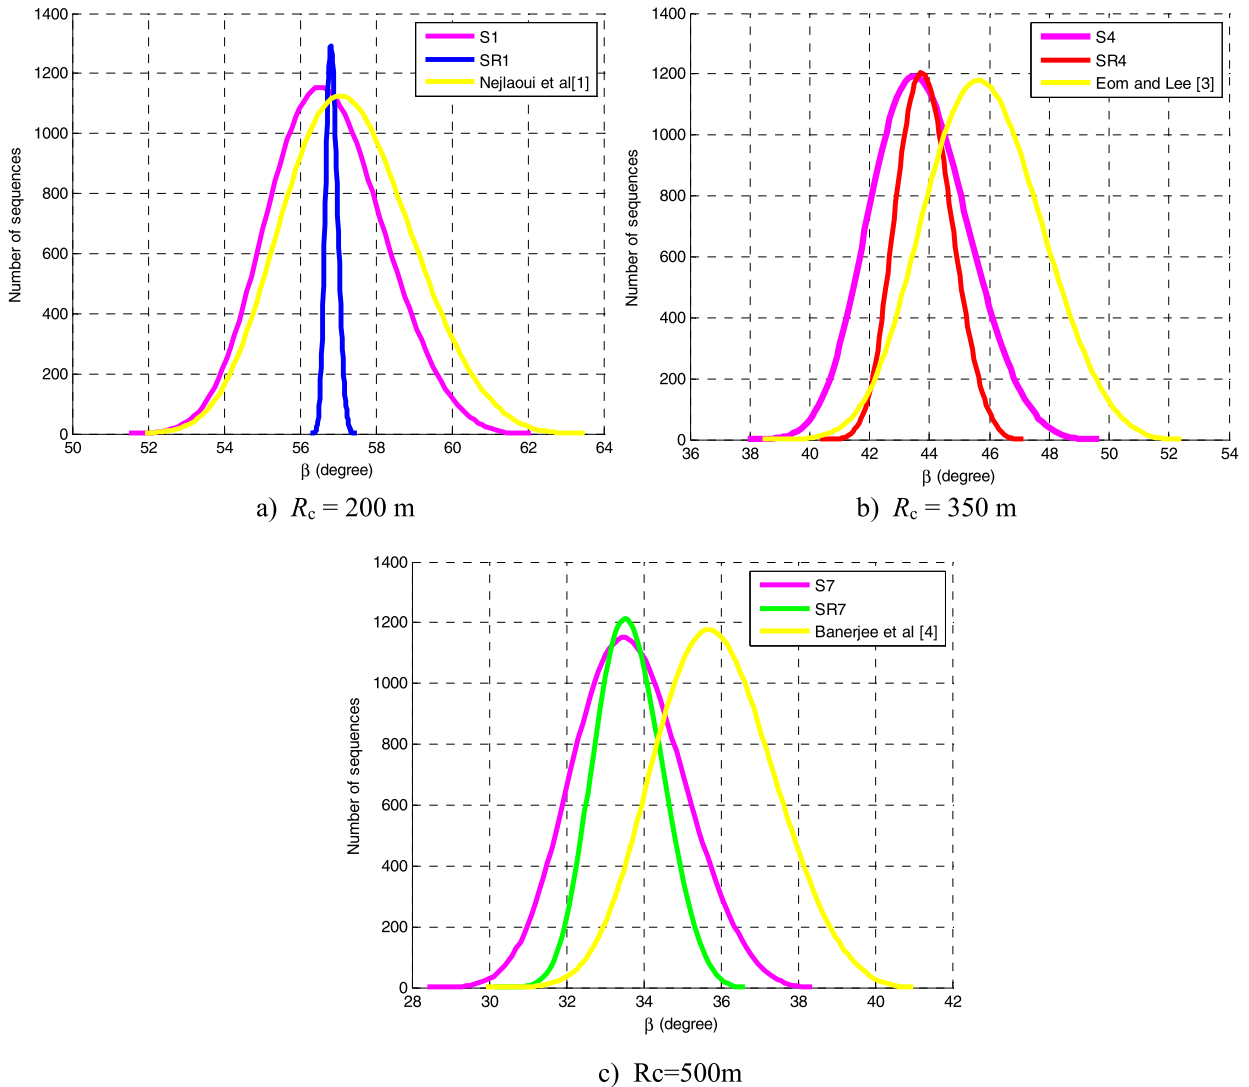 1400
1200
1000
800
600
400
200
0
Number of sequences
S1
SR1
Nejlaoui et al[1]
50 52 54 56 58 60 62 64
β (degree)
a) Rc = 200 m
1400
1200
1000
800
600
400
200
0
Number of sequences
S4
SR4
Eom and Lee [3]
36 38 40 42 44 46 48 50 52 54
β (degree)
b) Rc = 350 m
1400
1200
1000
800
600
400
200
0
Number of sequences
S7
SR7
Banerjee et al [4]
28 30 32 34 36 38 40 42
β (degree)
c) Rc=500m